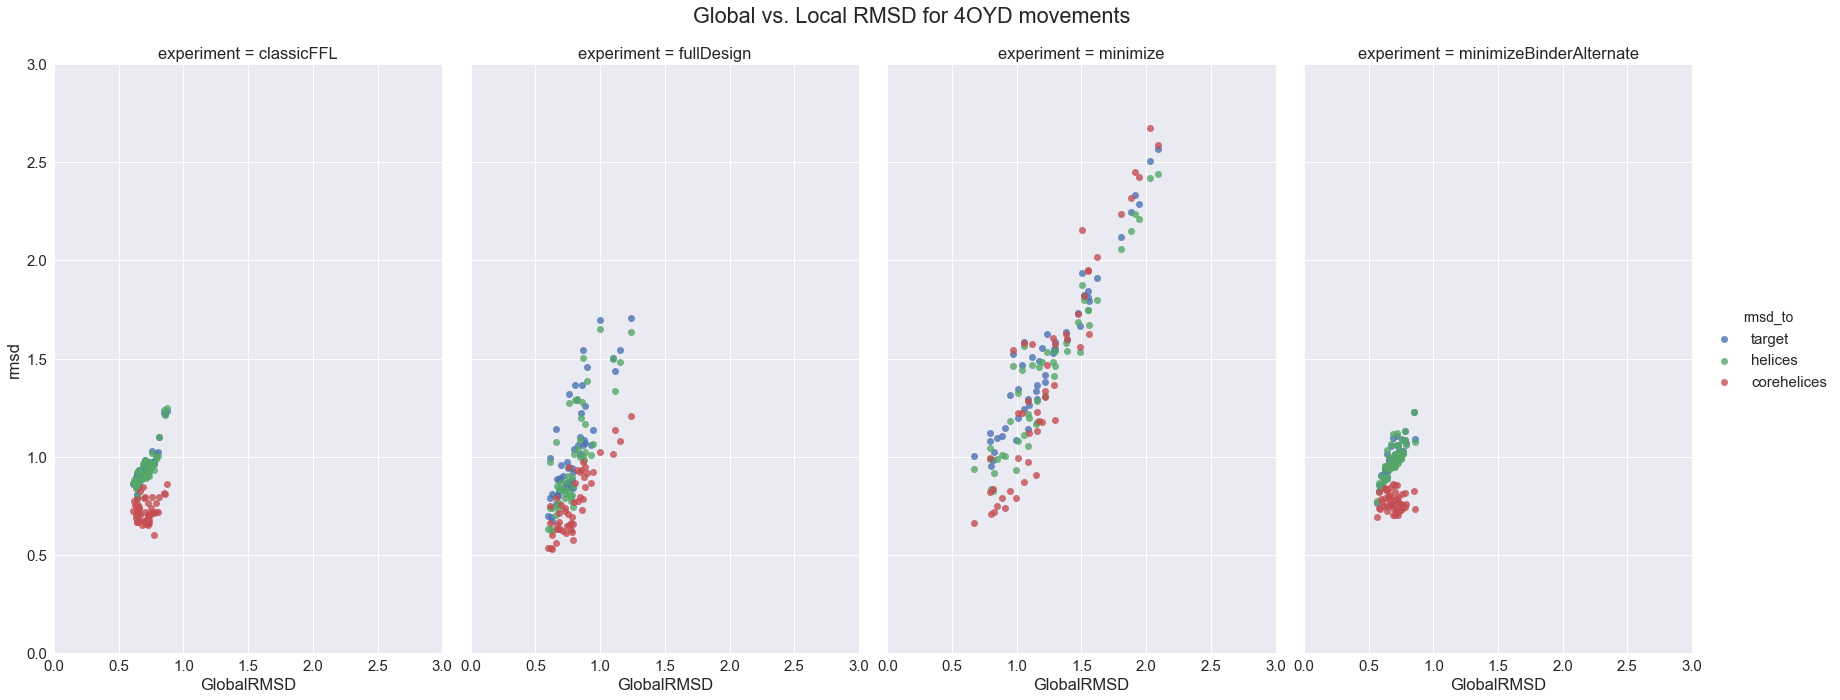 Global vs. Local RMSD for 4OYD movements
experiment = classicFFL
experiment = fullDesign
experiment = minimize
experiment = minimizeBinderAlternate
3.0
2.5
2.0
1.5
1.0
0.5
0.0
rmsd
0.0 0.5 1.0 1.5 2.0 2.5 3.0
GlobalRMSD
0.0 0.5 1.0 1.5 2.0 2.5 3.0
GlobalRMSD
0.0 0.5 1.0 1.5 2.0 2.5 3.0
GlobalRMSD
0.0 0.5 1.0 1.5 2.0 2.5 3.0
GlobalRMSD
rmsd_to
target
helices
corehelices